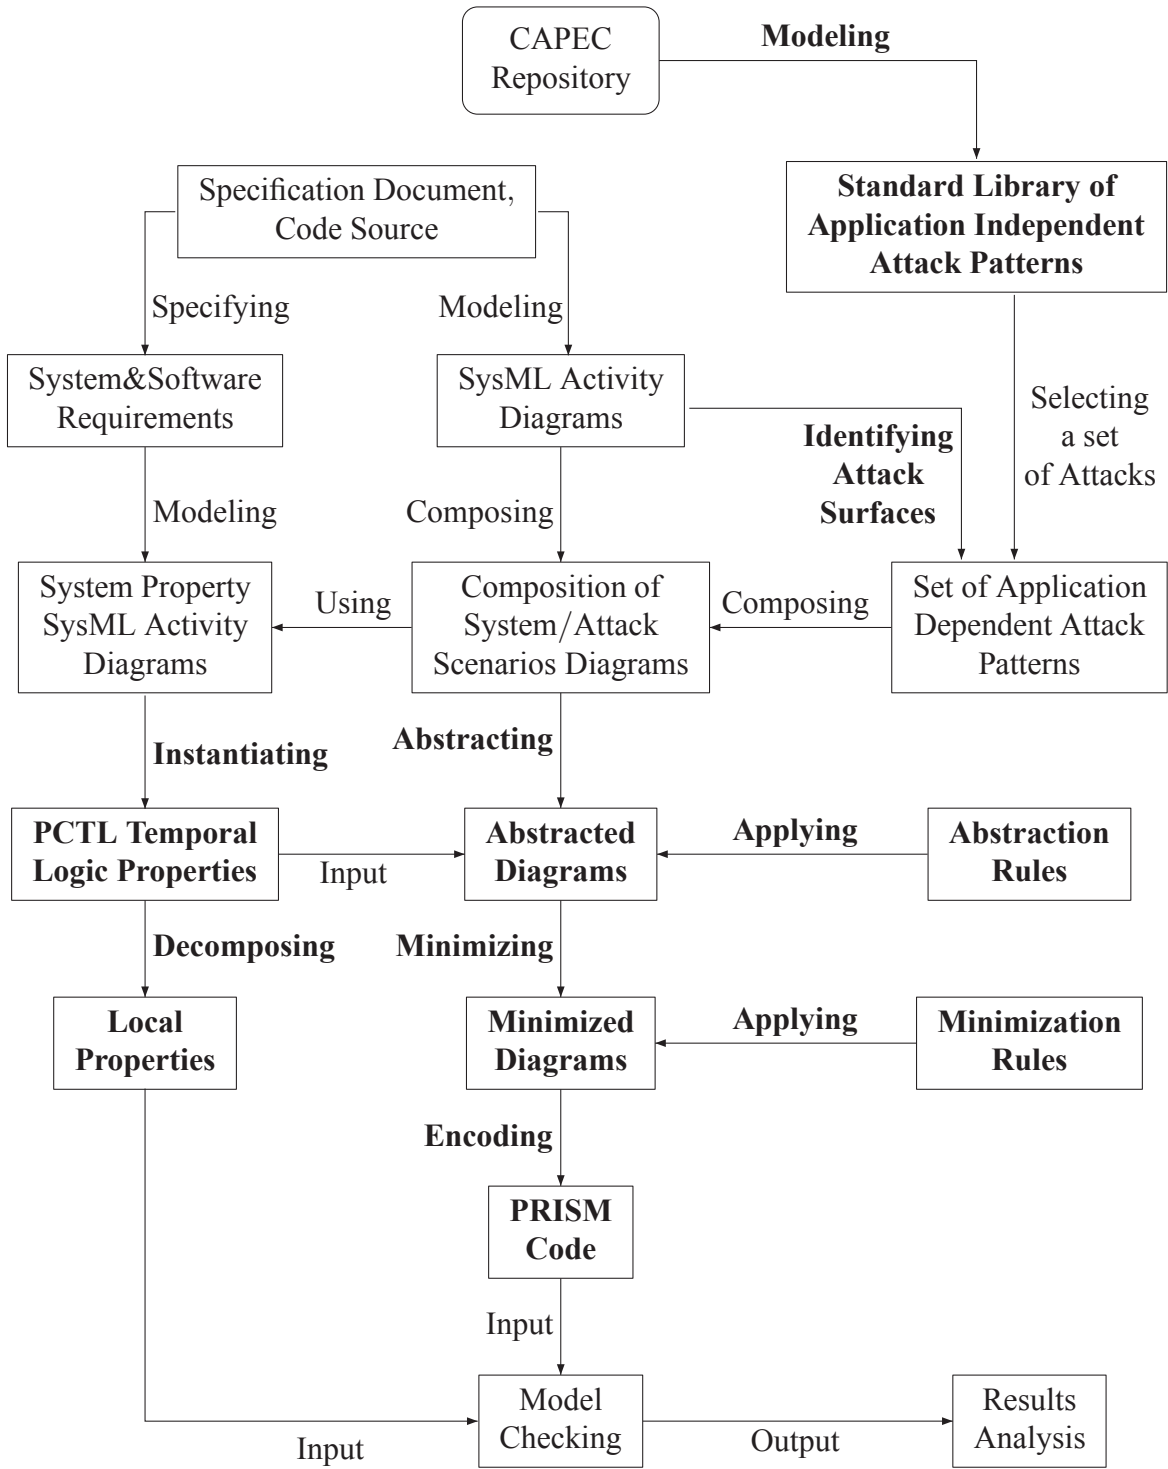 CAPEC
Repository
Modeling
Standard Library of
Application Independent
Attack Patterns
Specification Document,
Code Source
Specifying
Modeling
System&Software
Requirements
SysML Activity
Diagrams
Identifying
Attack
Surfaces
Selecting
a set
of Attacks
Modeling
Composing
System Property
SysML Activity
Diagrams
Using
Composition of
System/Attack
Scenarios Diagrams
Composing
Set of Application
Dependent Attack
Patterns
Instantiating
Abstracting
PCTL Temporal
Logic Properties
Input
Abstracted
Diagrams
Applying
Abstraction
Rules
Decomposing
Minimizing
Local
Properties
Minimized
Diagrams
Applying
Minimization
Rules
Encoding
PRISM
Code
Input
Input
Model
Checking
Output
Results
Analysis